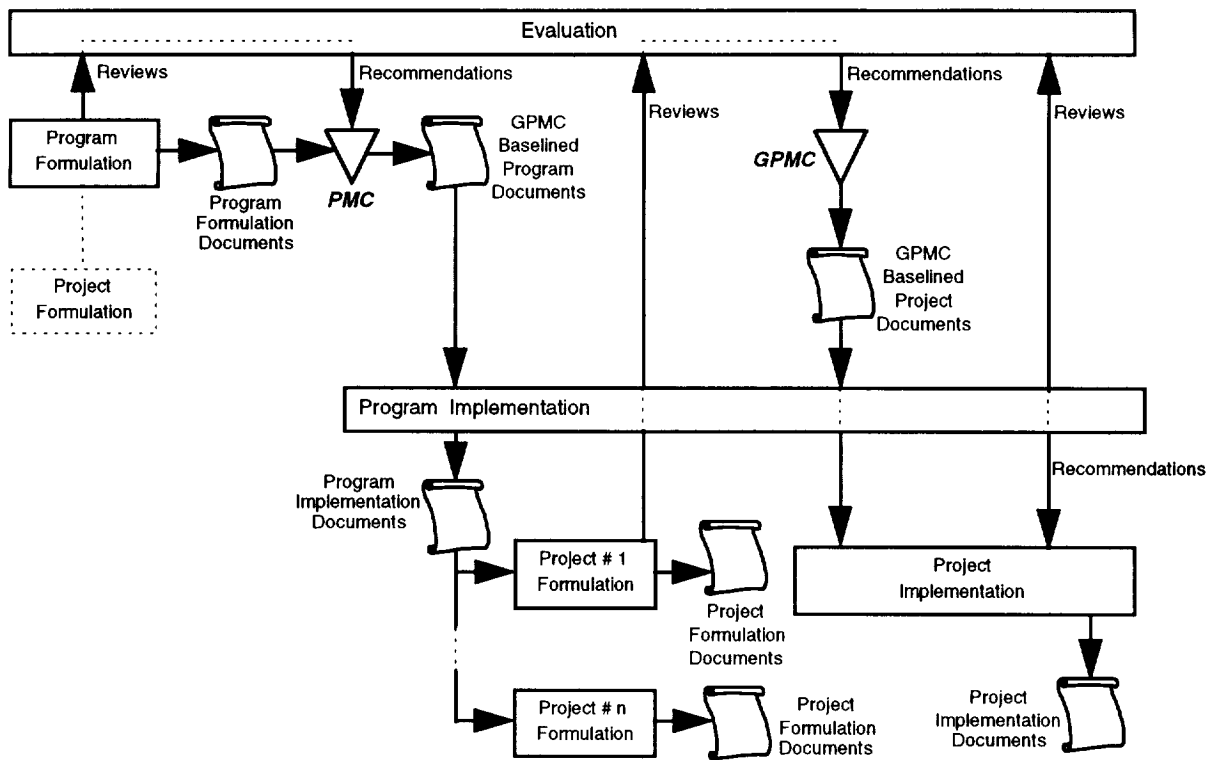 Evaluation
Reviews
Recommendations
Reviews
Recommendations
Reviews
Program
Formulation
Program
Formulation
Documents
PMC
GPMC
Baselined
Program
Documents
GPMC
Project
Formulation
GPMC
Baselined
Project
Documents
Program Implementation
Recommendations
Program
Implementation
Documents
Project # 1
Formulation
Project
Formulation
Documents
Project
Implementation
Project # n
Formulation
Project
Formulation
Documents
Project
Implementation
Documents